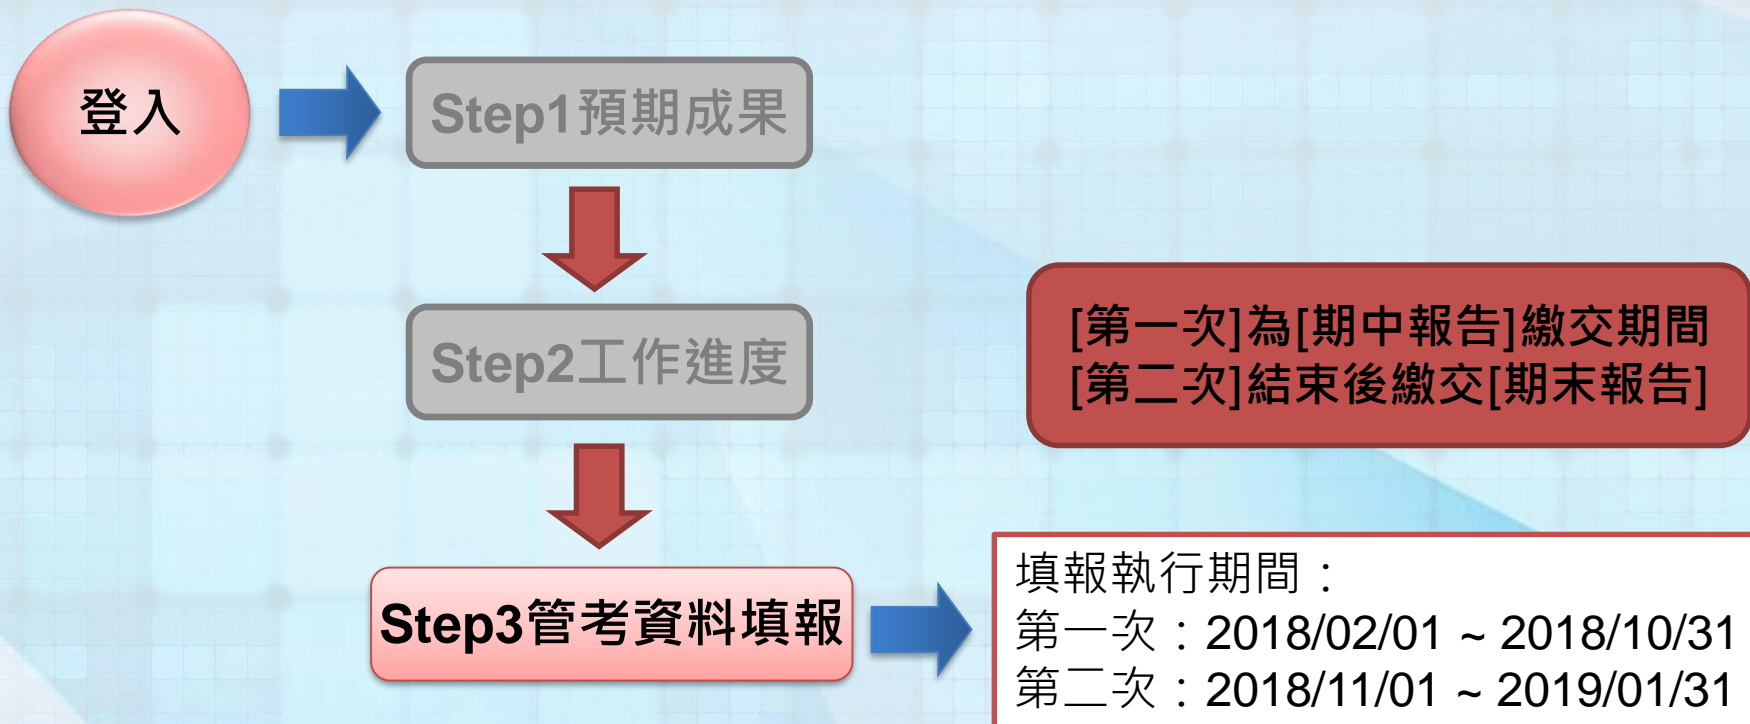 登入
Step1預期成果
Step2工作進度
[第一次]為[期中報告]繳交期間
[第二次]結束後繳交[期末報告]
Step3管考資料填報
填報執行期間：
第一次：2018/02/01 ~ 2018/10/31
第二次：2018/11/01 ~ 2019/01/31